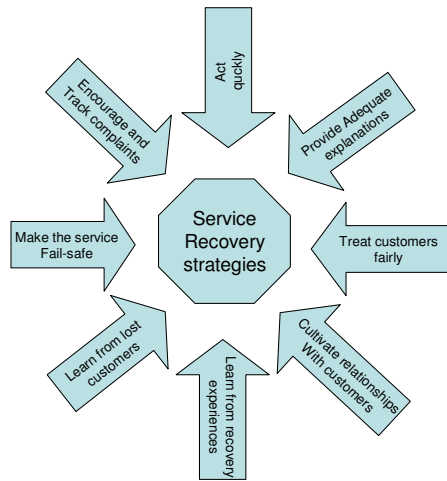 Act
quckly
Encourage and
Track complaints
Provide Adequate
explanations
Service
Recovery
strategies
Make the service
Fail-safe
Treat customers
fairly
Learn from lost
customers
Cultivate relationships
With customers
Learn from recovery
experiences